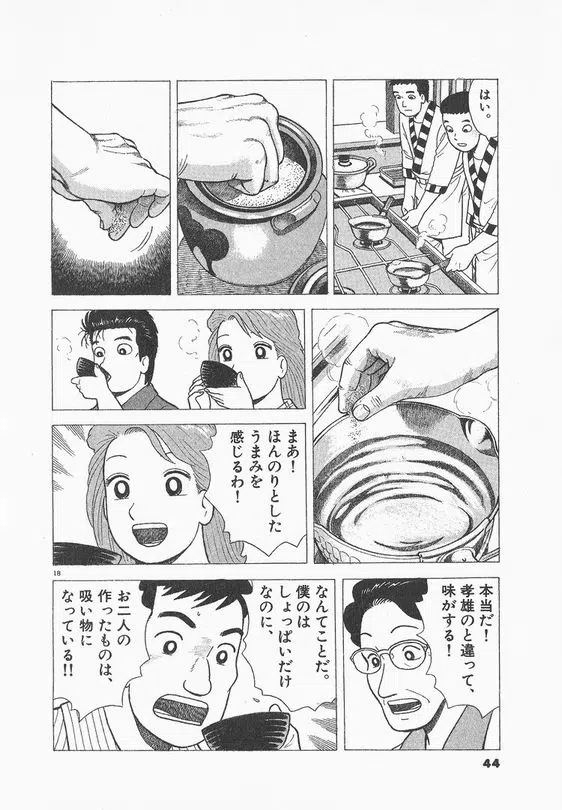 はい。
まあ！
ほんのりとした
うまみを
感じるわ！
18
本当だ！
孝雄のと違って、
味がする！
なんてことだ。
僕のは
しょっぱいだけ
なのに、
お二人の
作ったものは、
吸い物に
なっている!!
44